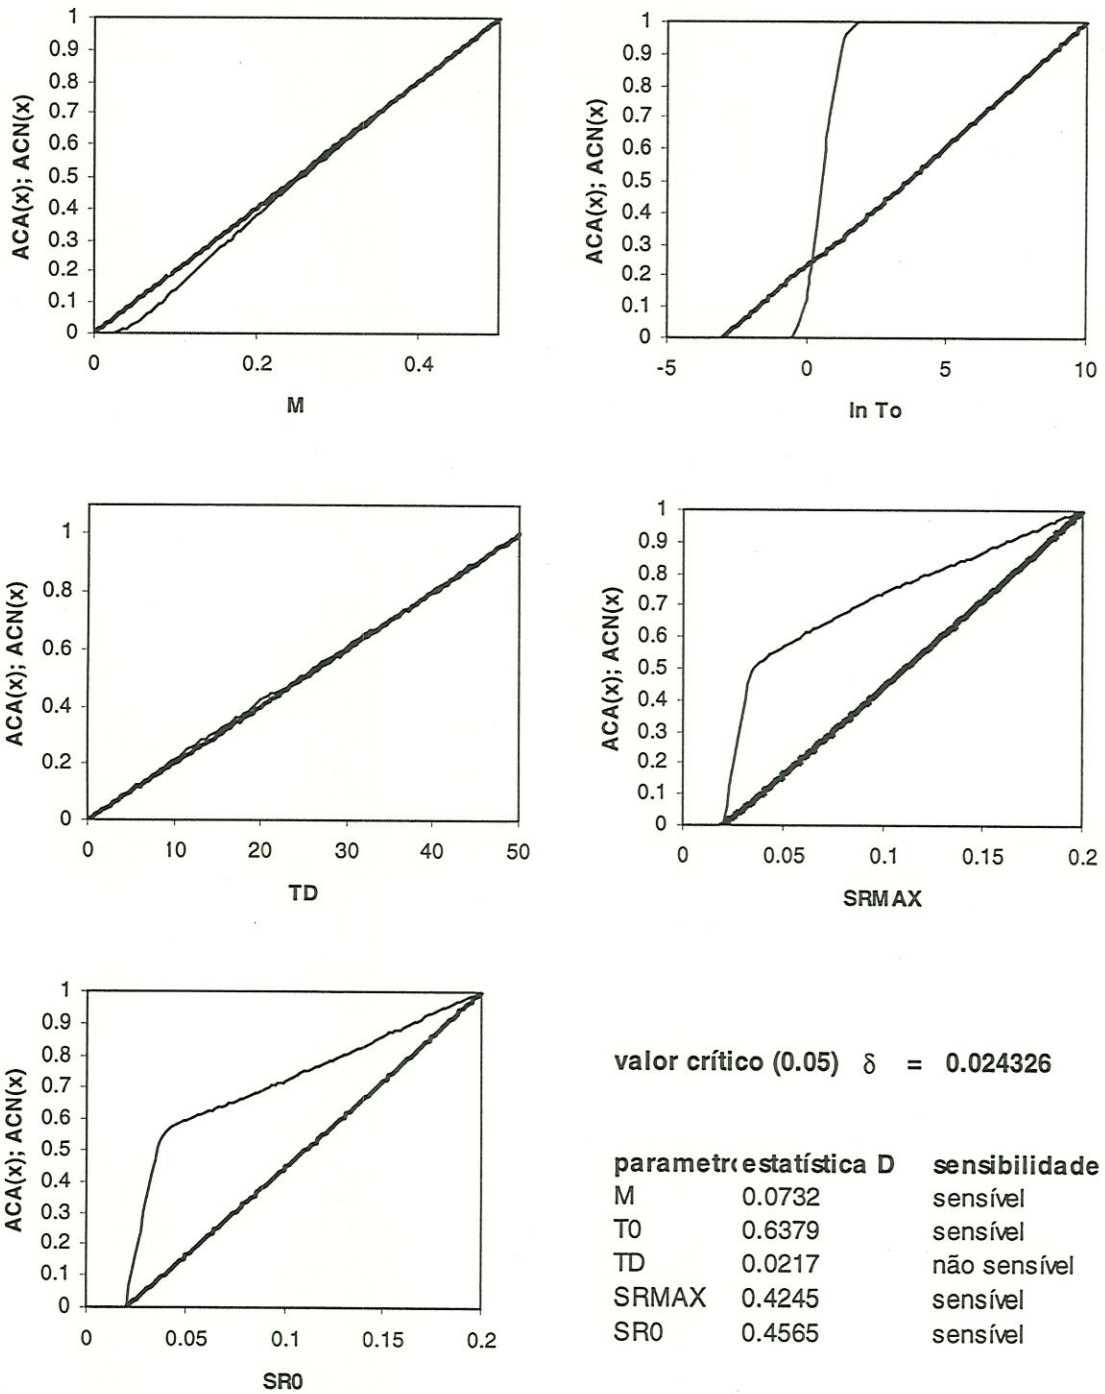 1
0.9
0.8
0.7
0.6
0.5
0.4
0.3
0.2
0.1
0
ACA(x); ACN(x)
0 0.2 0.4
M
1
0.9
0.8
0.7
0.6
0.5
0.4
0.3
0.2
0.1
0
ACA(x); ACN(x)
-5 0 5 10
ln To
1
0.8
0.6
0.4
0.2
0
ACA(x); ACN(x)
0 10 20 30 40 50
TD
1
0.9
0.8
0.7
0.6
0.5
0.4
0.3
0.2
0.1
0
ACA(x); ACN(x)
0 0.05 0.1 0.15 0.2
SRMAX
1
0.9
0.8
0.7
0.6
0.5
0.4
0.3
0.2
0.1
0
ACA(x); ACN(x)
0 0.05 0.1 0.15 0.2
SR0
valor crítico (0.05) δ = 0.024326
parametr estatística D sensibilidade
M 0.0732 sensível
T0 0.6379 sensível
TD 0.0217 não sensível
SRMAX 0.4245 sensível
SR0 0.4565 sensível